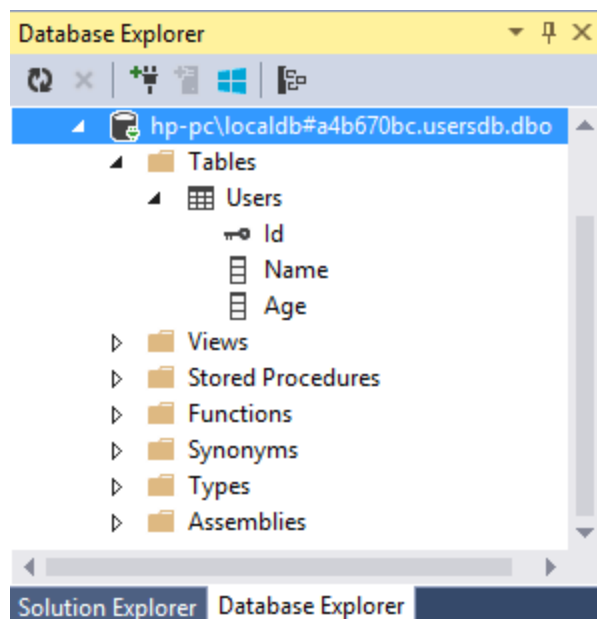 Database Explorer
hp-pc\localdb#a4b670bc.usersdb.dbo
Tables
Users
Id
Name
Age
Views
Stored Procedures
Functions
Synonyms
Types
Assemblies
Solution Explorer Database Explorer